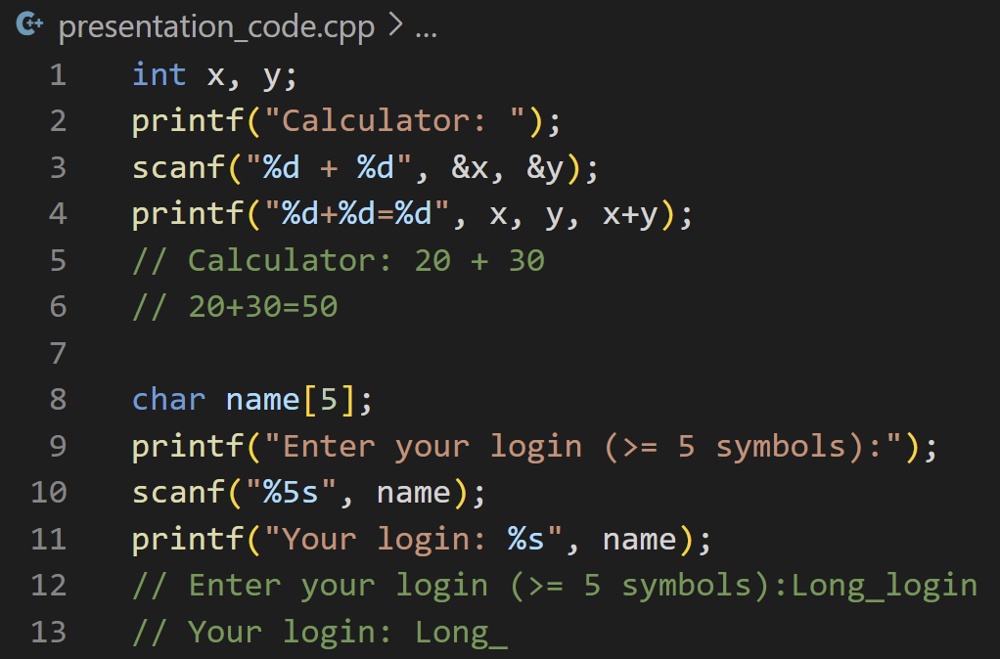 presentation_code.cpp > ...
1 int x, y;
2 printf("Calculator: ");
3 scanf("%d + %d", &x, &y);
4 printf("%d+%d=%d", x, y, x+y);
5 // Calculator: 20 + 30
6 // 20+30=50
7
8 char name[5];
9 printf("Enter your login (>= 5 symbols):");
10 scanf("%5s", name);
11 printf("Your login: %s", name);
12 // Enter your login (>= 5 symbols):Long_login
13 // Your login: Long_